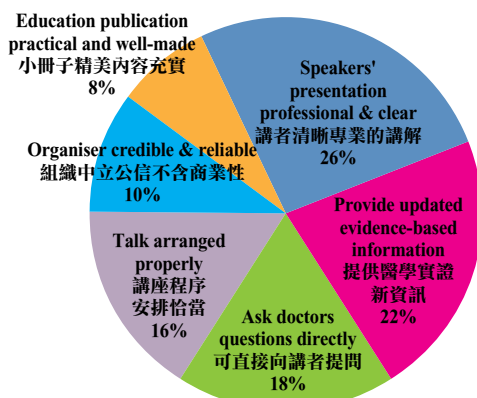 Education publication
practical and well-made
小冊子精美內容充實
8%
Speakers'
presentation
professional & clear
講者清晰專業的講解
26%
Organiser credible & reliable
組織中立公信不含商業性
10%
Provide updated
evidence-based
information
提供醫學實證
新資訊
22%
Talk arranged
properly
講座程序
安排恰當
16%
Ask doctors
questions directly
可直接向講者提問
18%